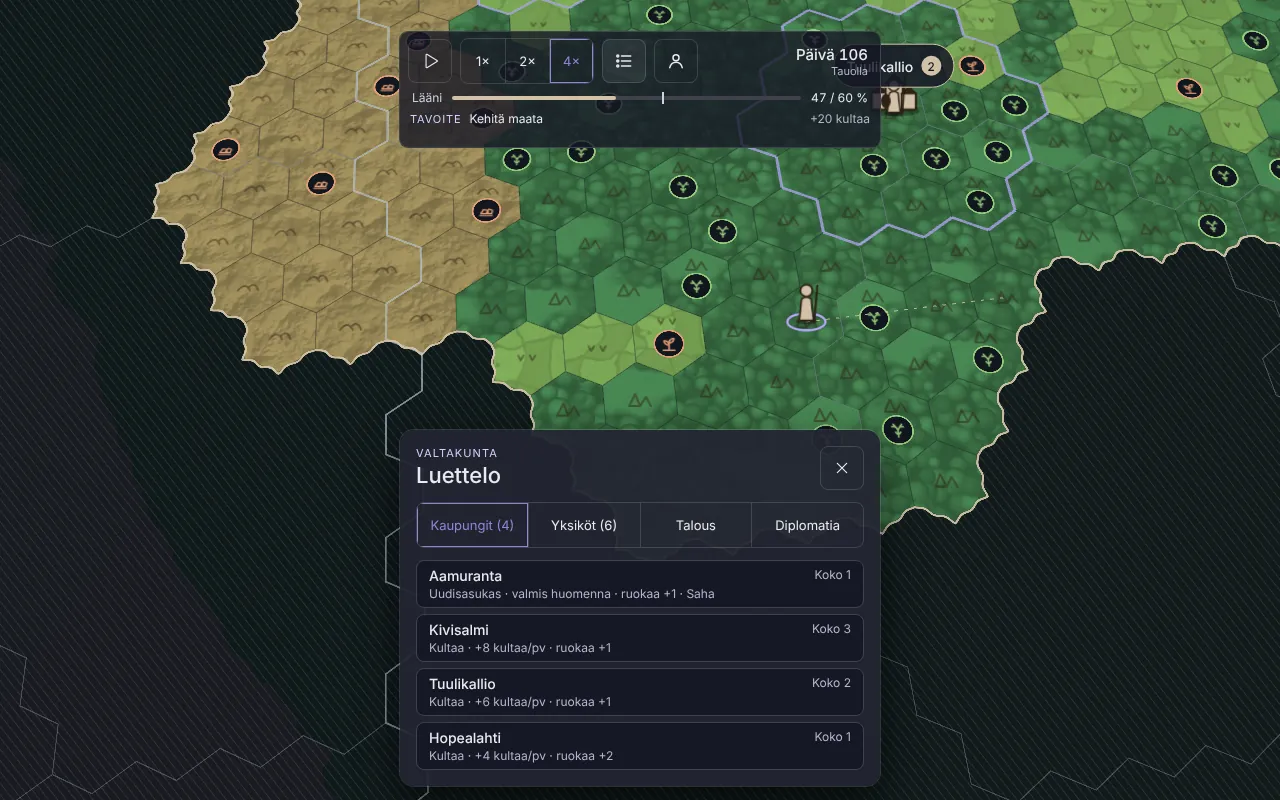 1× 2× 4×
Päivä 106
Tauolla
Lääni 47 / 60 %
TAVOITE Kehitä maata +20 kultaa
Tuulikallio 2
VALTAKUNTA
Luettelo
Kaupungit (4) Yksiköt (6) Talous Diplomatia
Aamuranta Koko 1
Uudisasukas · valmis huomenna · ruokaa +1 · Saha
Kivisalmi Koko 3
Kultaa · +8 kultaa/pv · ruokaa +1
Tuulikallio Koko 2
Kultaa · +6 kultaa/pv · ruokaa +1
Hopealahti Koko 1
Kultaa · +4 kultaa/pv · ruokaa +2